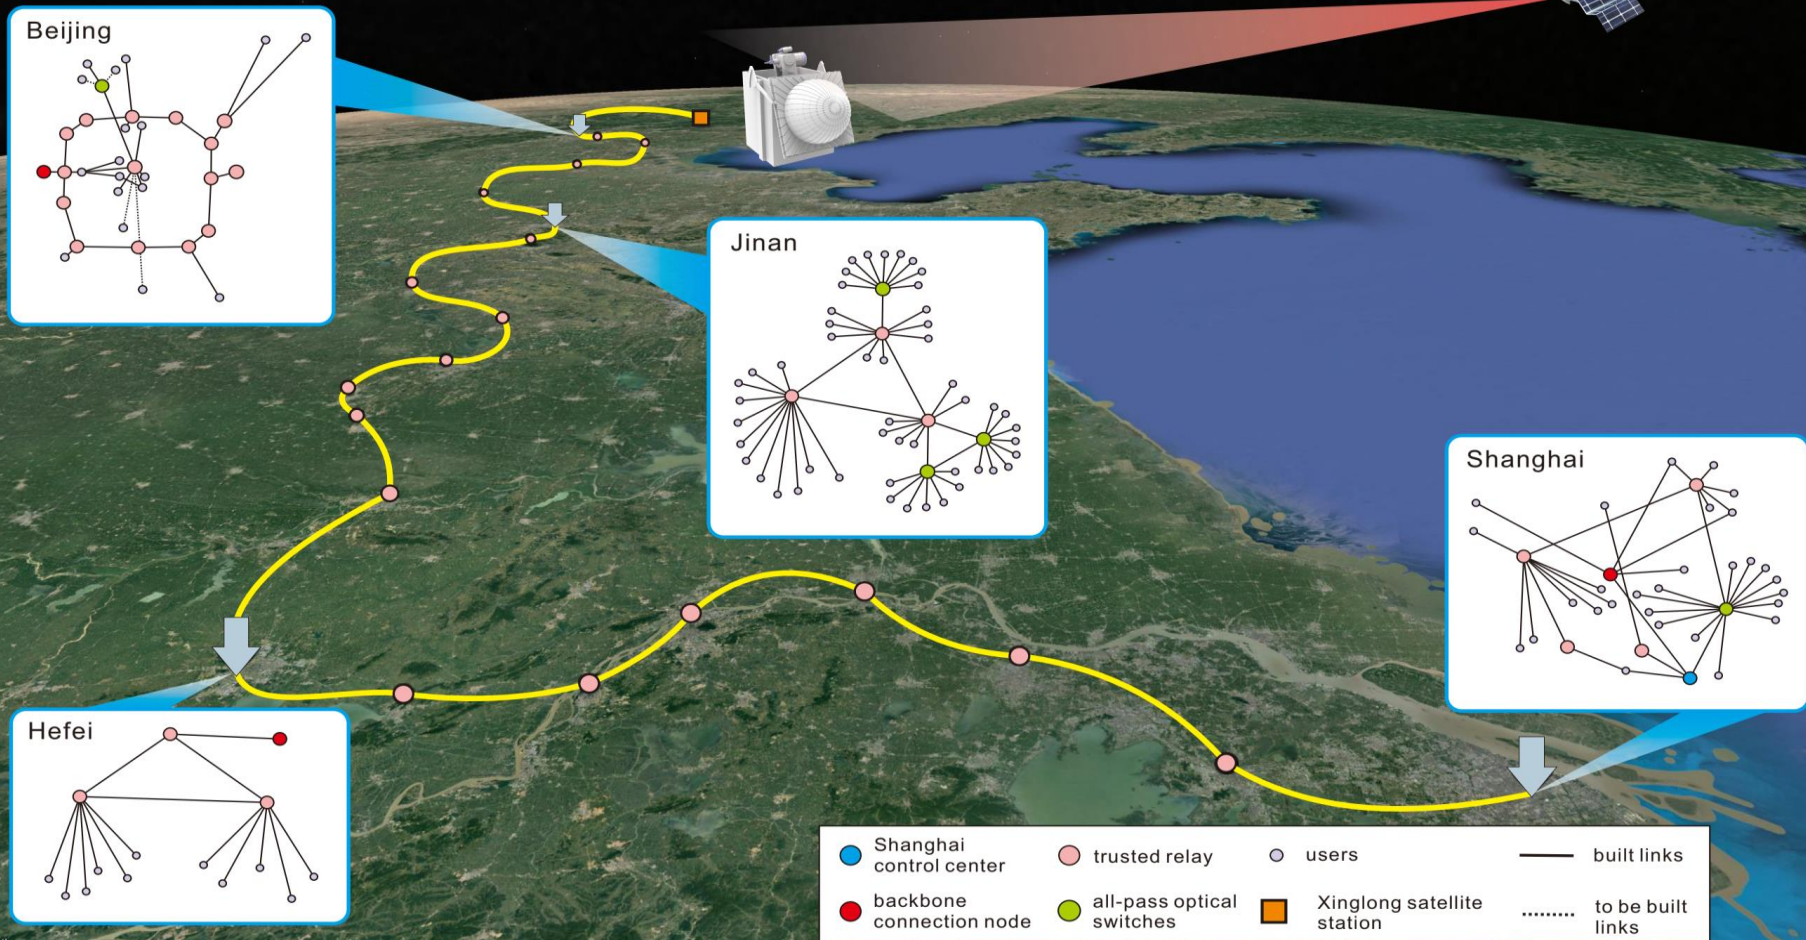 Beijing
Jinan
Shanghai
Hefei
Shanghai
control center
trusted relay
users
built links
backbone
connection node
all-pass optical
switches
Xinglong satellite
station
to be built
links